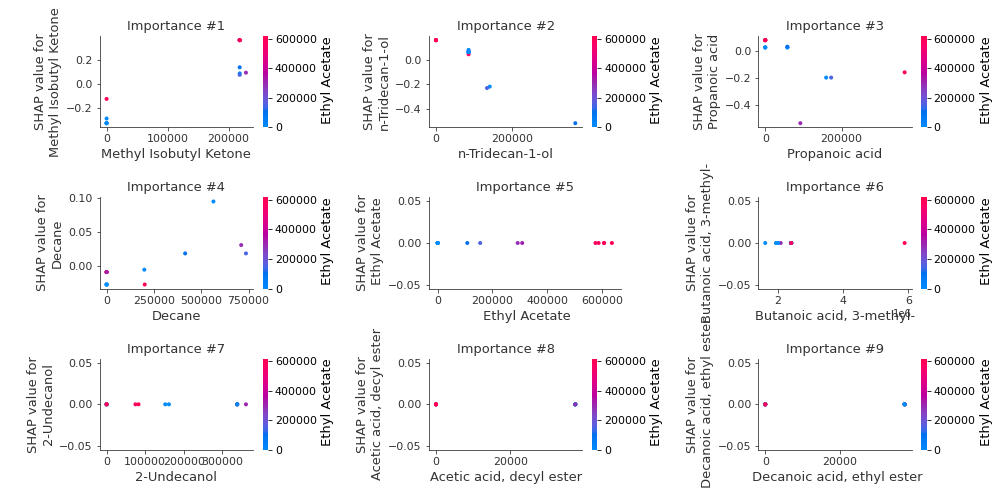 Importance #1
SHAP value for
Methyl Isobutyl Ketone
0.2
0.0
−0.2
0
100000
200000
Methyl Isobutyl Ketone
600000
400000
200000
0
Ethyl Acetate
Importance #2
SHAP value for
n-Tridecan-1-ol
0.0
−0.2
−0.4
0
200000
n-Tridecan-1-ol
600000
400000
200000
0
Ethyl Acetate
Importance #3
SHAP value for
Propanoic acid
0.0
−0.2
−0.4
0
200000
Propanoic acid
600000
400000
200000
0
Ethyl Acetate
Importance #4
SHAP value for
Decane
0.10
0.05
0.00
0
250000
500000
750000
Decane
600000
400000
200000
0
Ethyl Acetate
Importance #5
SHAP value for
Ethyl Acetate
0.05
0.00
−0.05
0
200000
400000
600000
Ethyl Acetate
Importance #6
SHAP value for
Butanoic acid, 3-methyl-
0.05
0.00
−0.05
2
4
6
1e6
Butanoic acid, 3-methyl-
600000
400000
200000
0
Ethyl Acetate
Importance #7
SHAP value for
2-Undecanol
0.05
0.00
−0.05
0
100000
200000
300000
2-Undecanol
600000
400000
200000
0
Ethyl Acetate
Importance #8
SHAP value for
Acetic acid, decyl ester
0.05
0.00
−0.05
0
20000
Acetic acid, decyl ester
600000
400000
200000
0
Ethyl Acetate
Importance #9
SHAP value for
Decanoic acid, ethyl ester
0.05
0.00
−0.05
0
20000
Decanoic acid, ethyl ester
600000
400000
200000
0
Ethyl Acetate